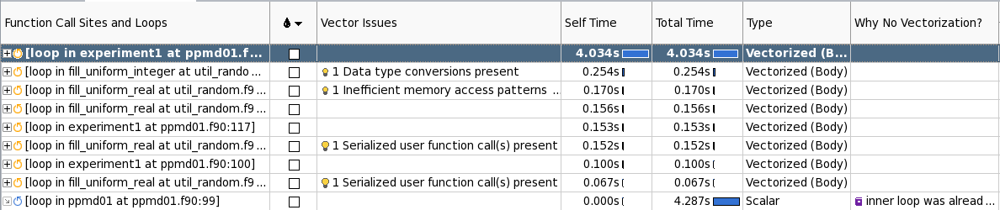 Function Call Sites and Loops Vector Issues Self Time Total Time Type Why No Vectorization?
[loop in experiment1 at ppmd01.f... 4.034s 4.034s Vectorized (B...
[loop in fill_uniform_integer at util_rando ... 1 Data type conversions present 0.254s 0.254s Vectorized (Body)
[loop in fill_uniform_real at util_random.f9 ... 1 Inefficient memory access patterns ... 0.170s 0.170s Vectorized (Body)
[loop in fill_uniform_real at util_random.f9 ... 0.156s 0.156s Vectorized (Body)
[loop in experiment1 at ppmd01.f90:117] 0.153s 0.153s Vectorized (Body)
[loop in fill_uniform_real at util_random.f9 ... 1 Serialized user function call(s) present 0.152s 0.152s Vectorized (Body)
[loop in experiment1 at ppmd01.f90:100] 0.100s 0.100s Vectorized (Body)
[loop in fill_uniform_real at util_random.f9 ... 1 Serialized user function call(s) present 0.067s 0.067s Vectorized (Body)
[loop in ppmd01 at ppmd01.f90:99] 0.000s 4.287s Scalar inner loop was alread ...